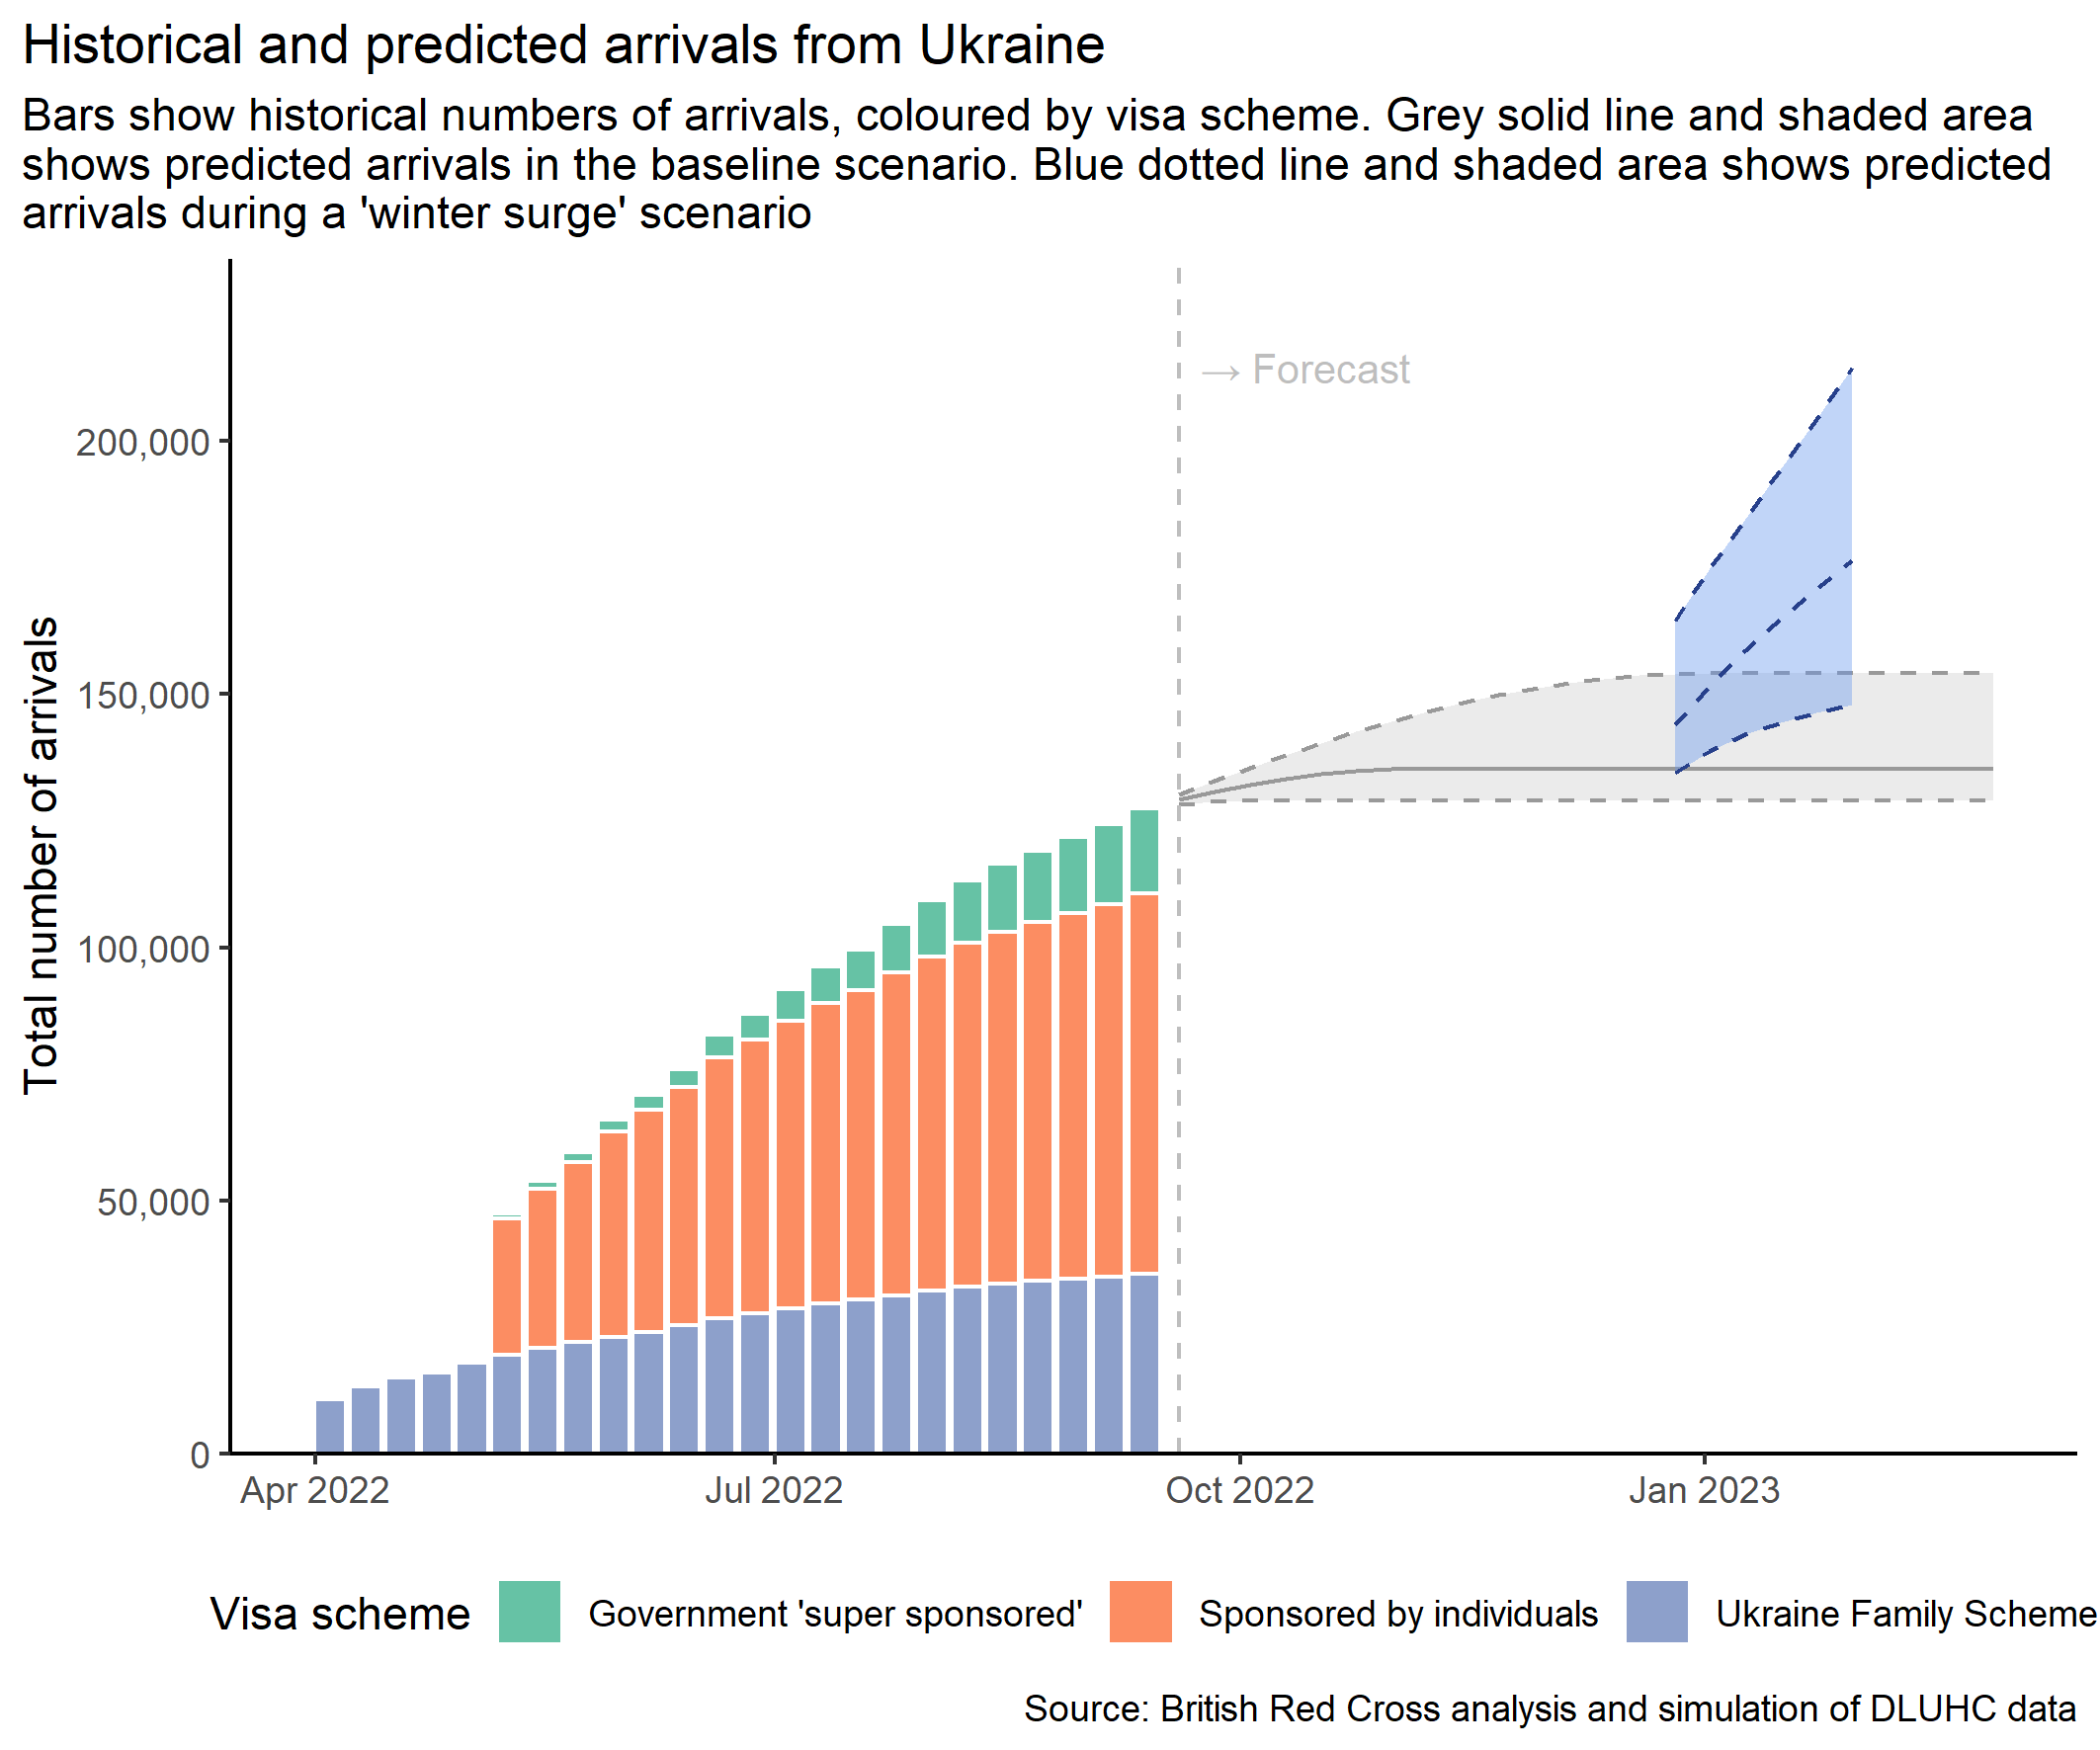 Historical and predicted arrivals from Ukraine
Bars show historical numbers of arrivals, coloured by visa scheme. Grey solid line and shaded area
shows predicted arrivals in the baseline scenario. Blue dotted line and shaded area shows predicted
arrivals during a 'winter surge' scenario
→ Forecast
Total number of arrivals
200,000
150,000
100,000
50,000
0
Apr 2022
Jul 2022
Oct 2022
Jan 2023
Visa scheme
Government 'super sponsored'
Sponsored by individuals
Ukraine Family Scheme
Source: British Red Cross analysis and simulation of DLUHC data